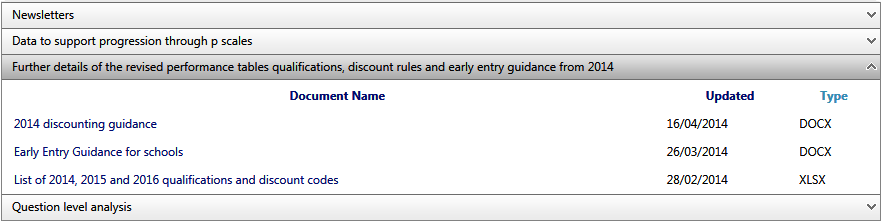 Newsletters
Data to support progression through p scales
Further details of the revised performance tables qualifications, discount rules and early entry guidance from 2014
Document Name Updated Type
2014 discounting guidance 16/04/2014 DOCX
Early Entry Guidance for schools 26/03/2014 DOCX
List of 2014, 2015 and 2016 qualifications and discount codes 28/02/2014 XLSX
Question level analysis